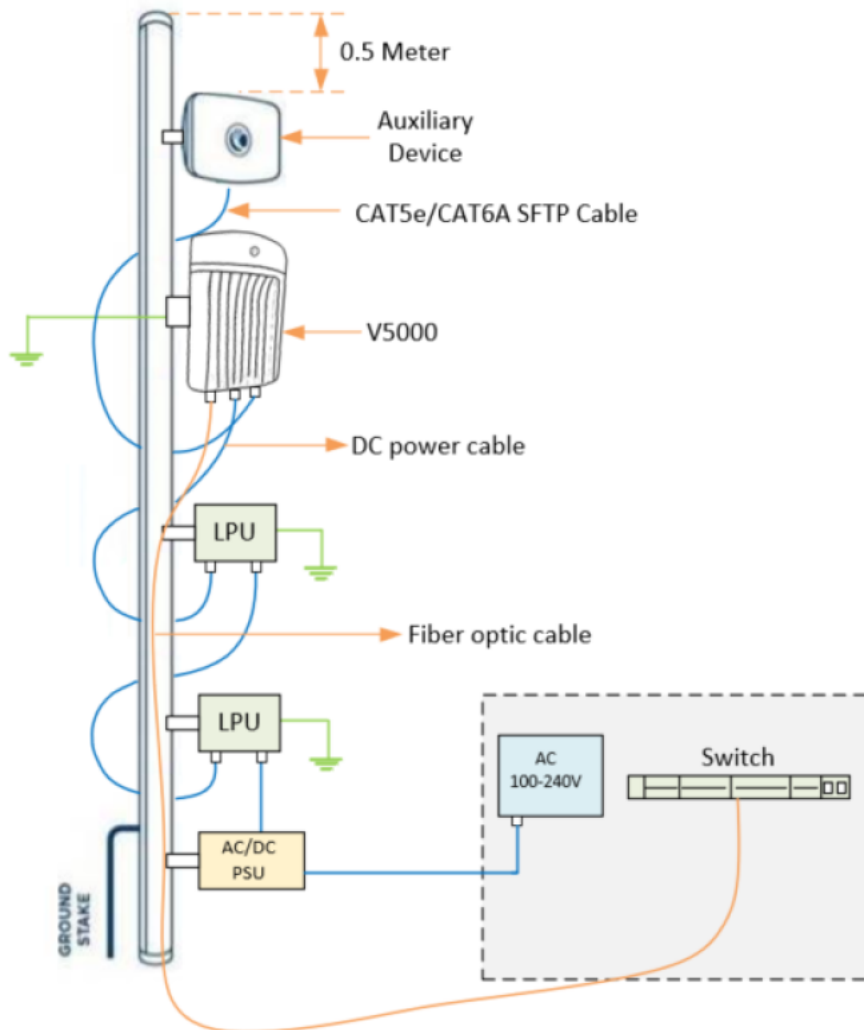 0.5 Meter
Auxiliary
Device
CAT5e/CAT6A SFTP Cable
V5000
DC power cable
LPU
Fiber optic cable
LPU
AC
100-240V
Switch
AC/DC
PSU
GROUND
STAKE